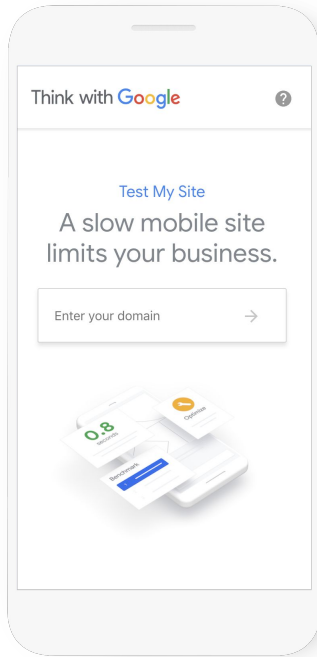 Think with Google
?
Test My Site
A slow mobile site
limits your business.
Enter your domain
0.8
seconds
Optimize
Benchmark